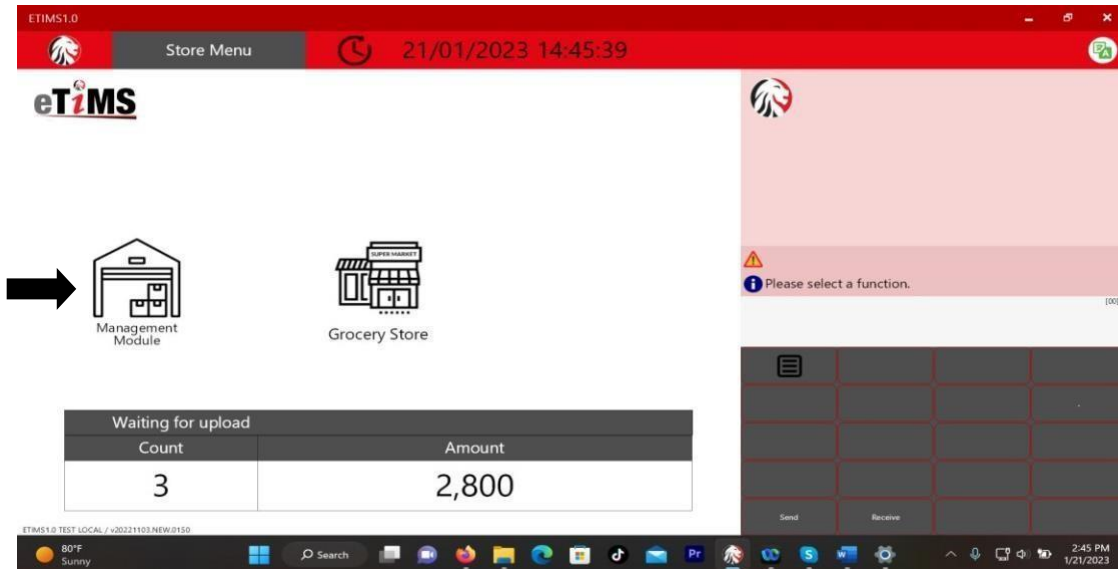 ETIMS1.0
Store Menu
21/01/2023 14:45:39
eTiMS
SUPER MARKET
Management
Module
Grocery Store
Please select a function.
[00]
Waiting for upload
Count
Amount
3
2,800
Send
Receive
ETIMS1.0 TEST LOCAL / v20221103.NEW.0150
80°F
Sunny
Search
Pr
S
W
2:45 PM
1/21/2023